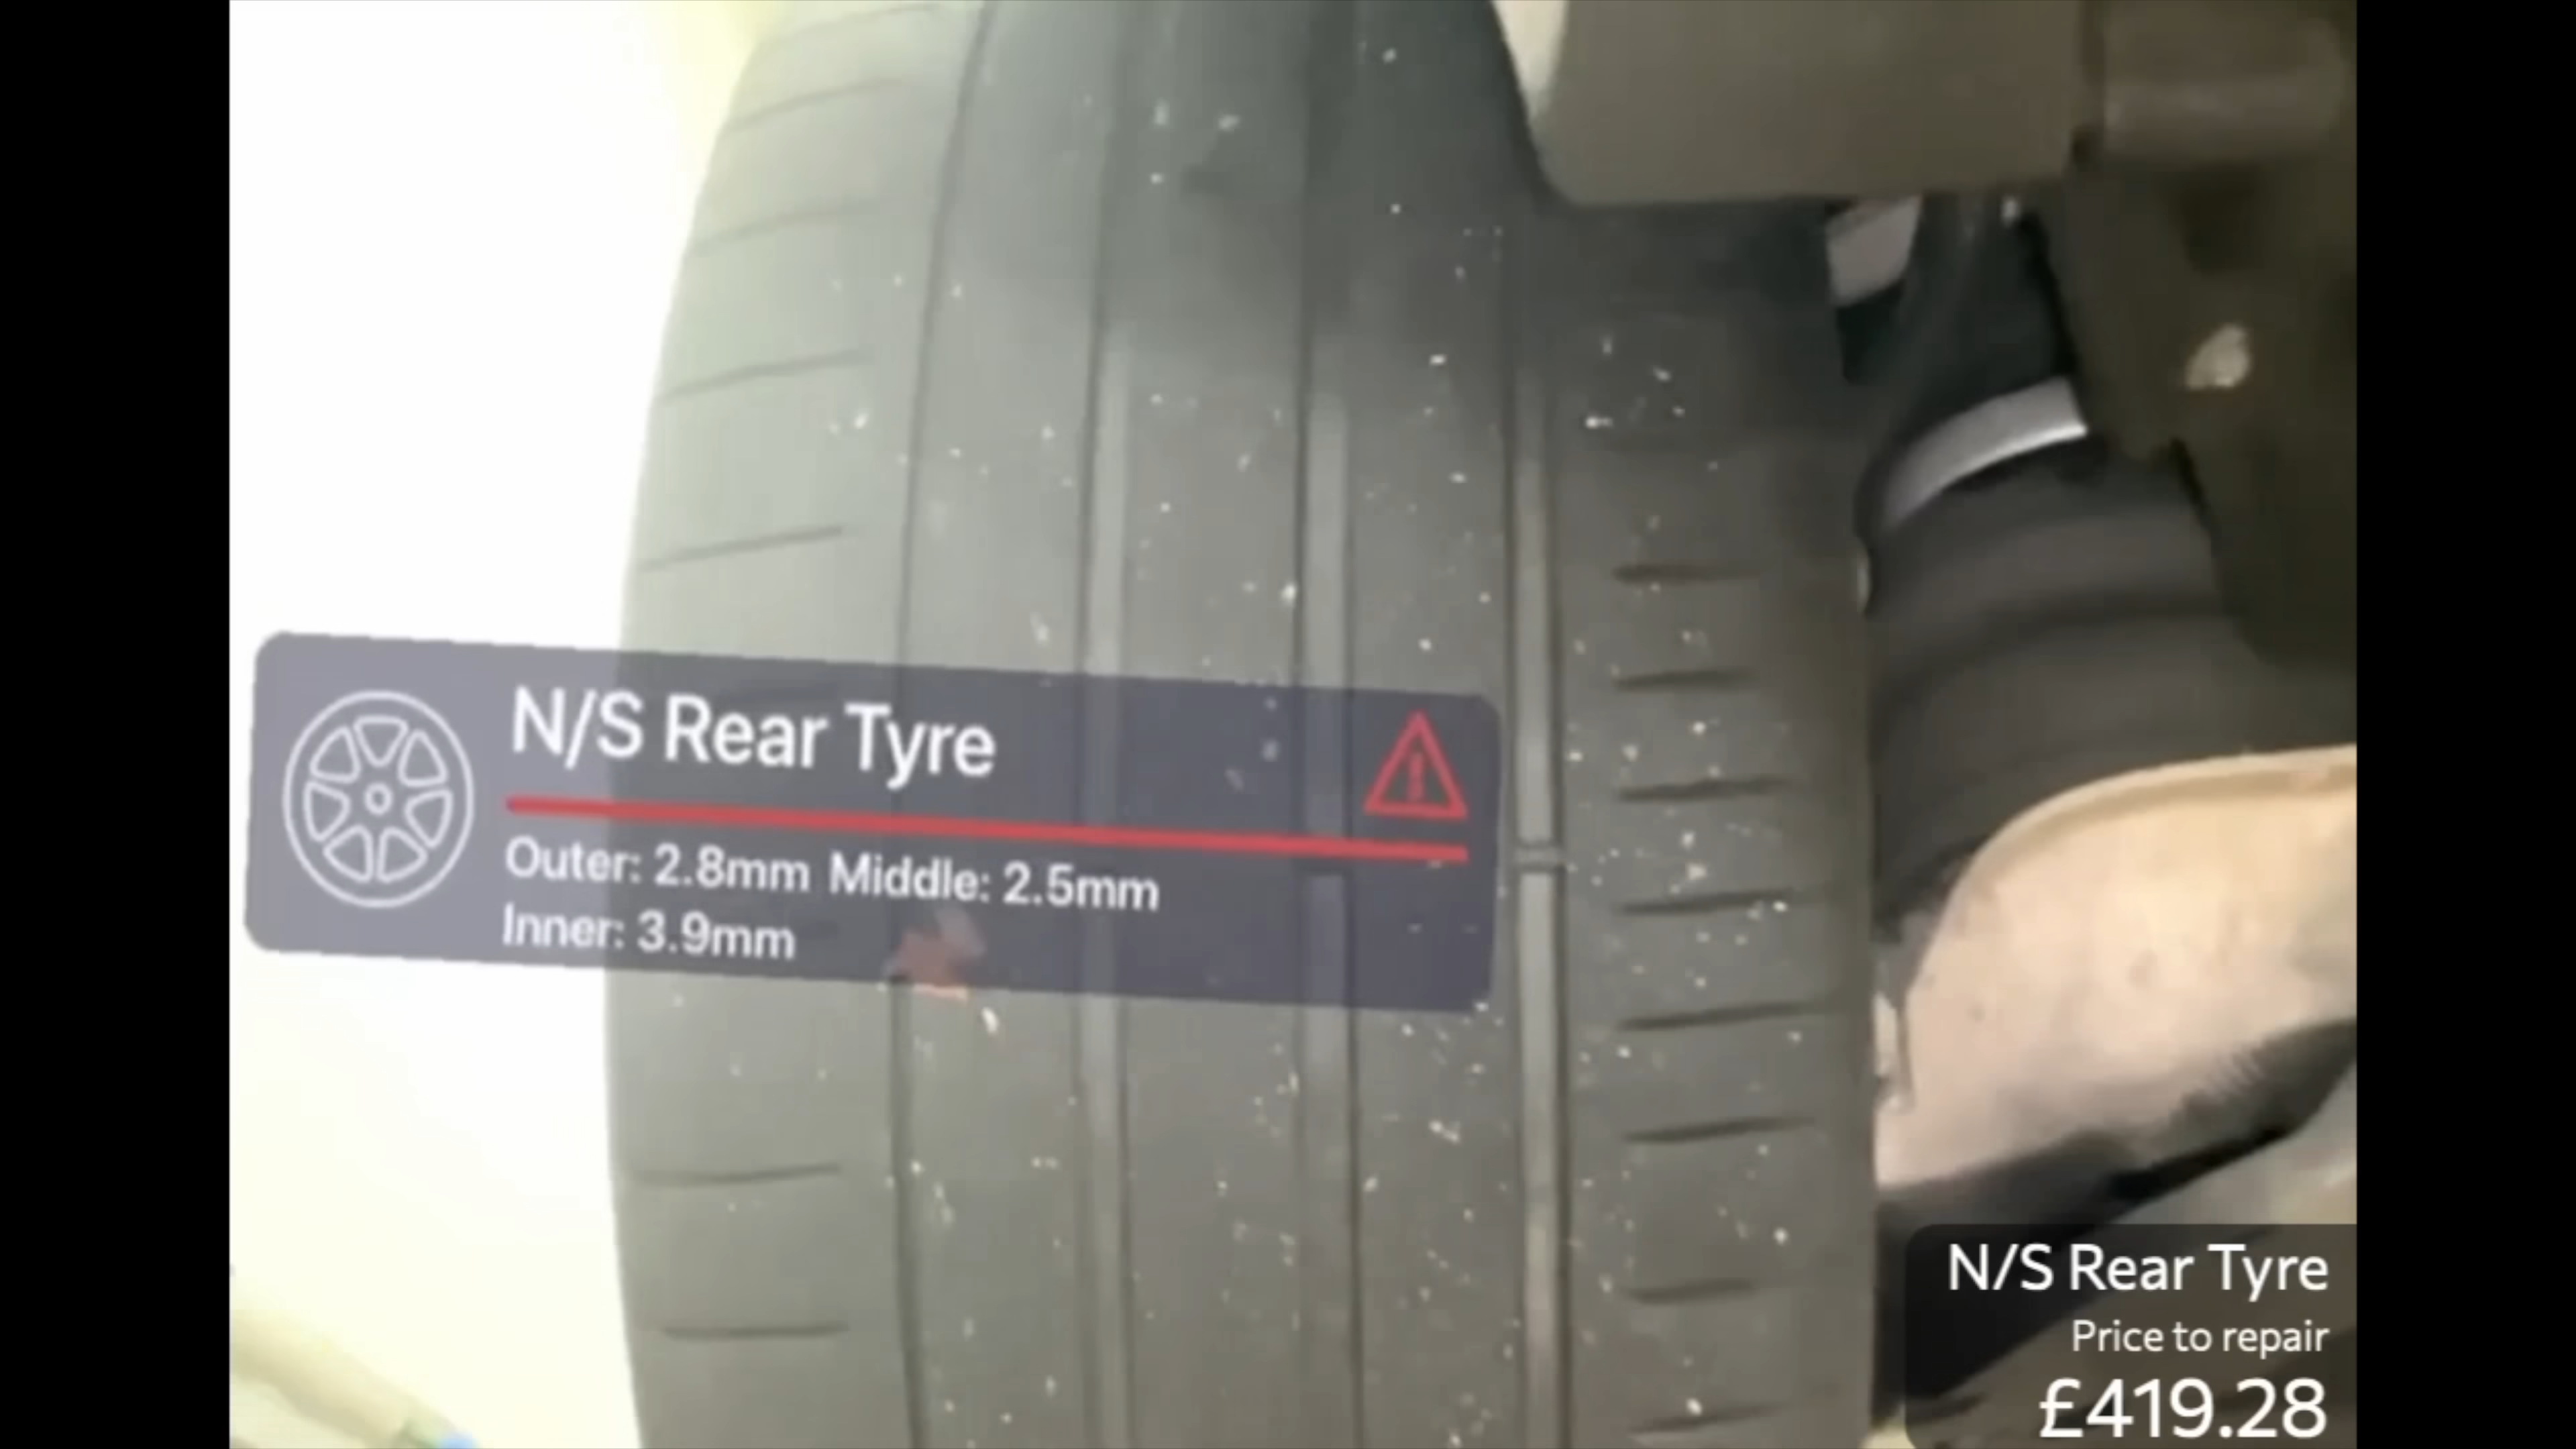 N/S Rear Tyre
Outer: 2.8mm Middle: 2.5mm
Inner: 3.9mm
N/S Rear Tyre
Price to repair
£419.28